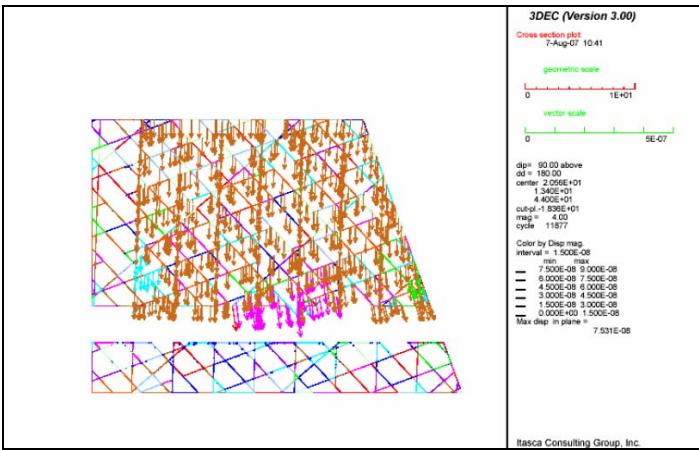 3DEC (Version 3.00)
Cross section plot
7-Aug-07 10:41
geometric scale
0 1E+01
vector scale
0 5E-07
dip= 90.00 above
dd = 180.00
center 2.056E+01
1.340E+01
4.400E+01
cut-pl.-1.836E+01
mag = 4.00
cycle 11877
Color by Disp mag.
interval = 1.500E-08
min max
7.500E-08 9.000E-08
6.000E-08 7.500E-08
4.500E-08 6.000E-08
3.000E-08 4.500E-08
1.500E-08 3.000E-08
0.000E+00 1.500E-08
Max disp in plane =
7.531E-08
Itasca Consulting Group, Inc.